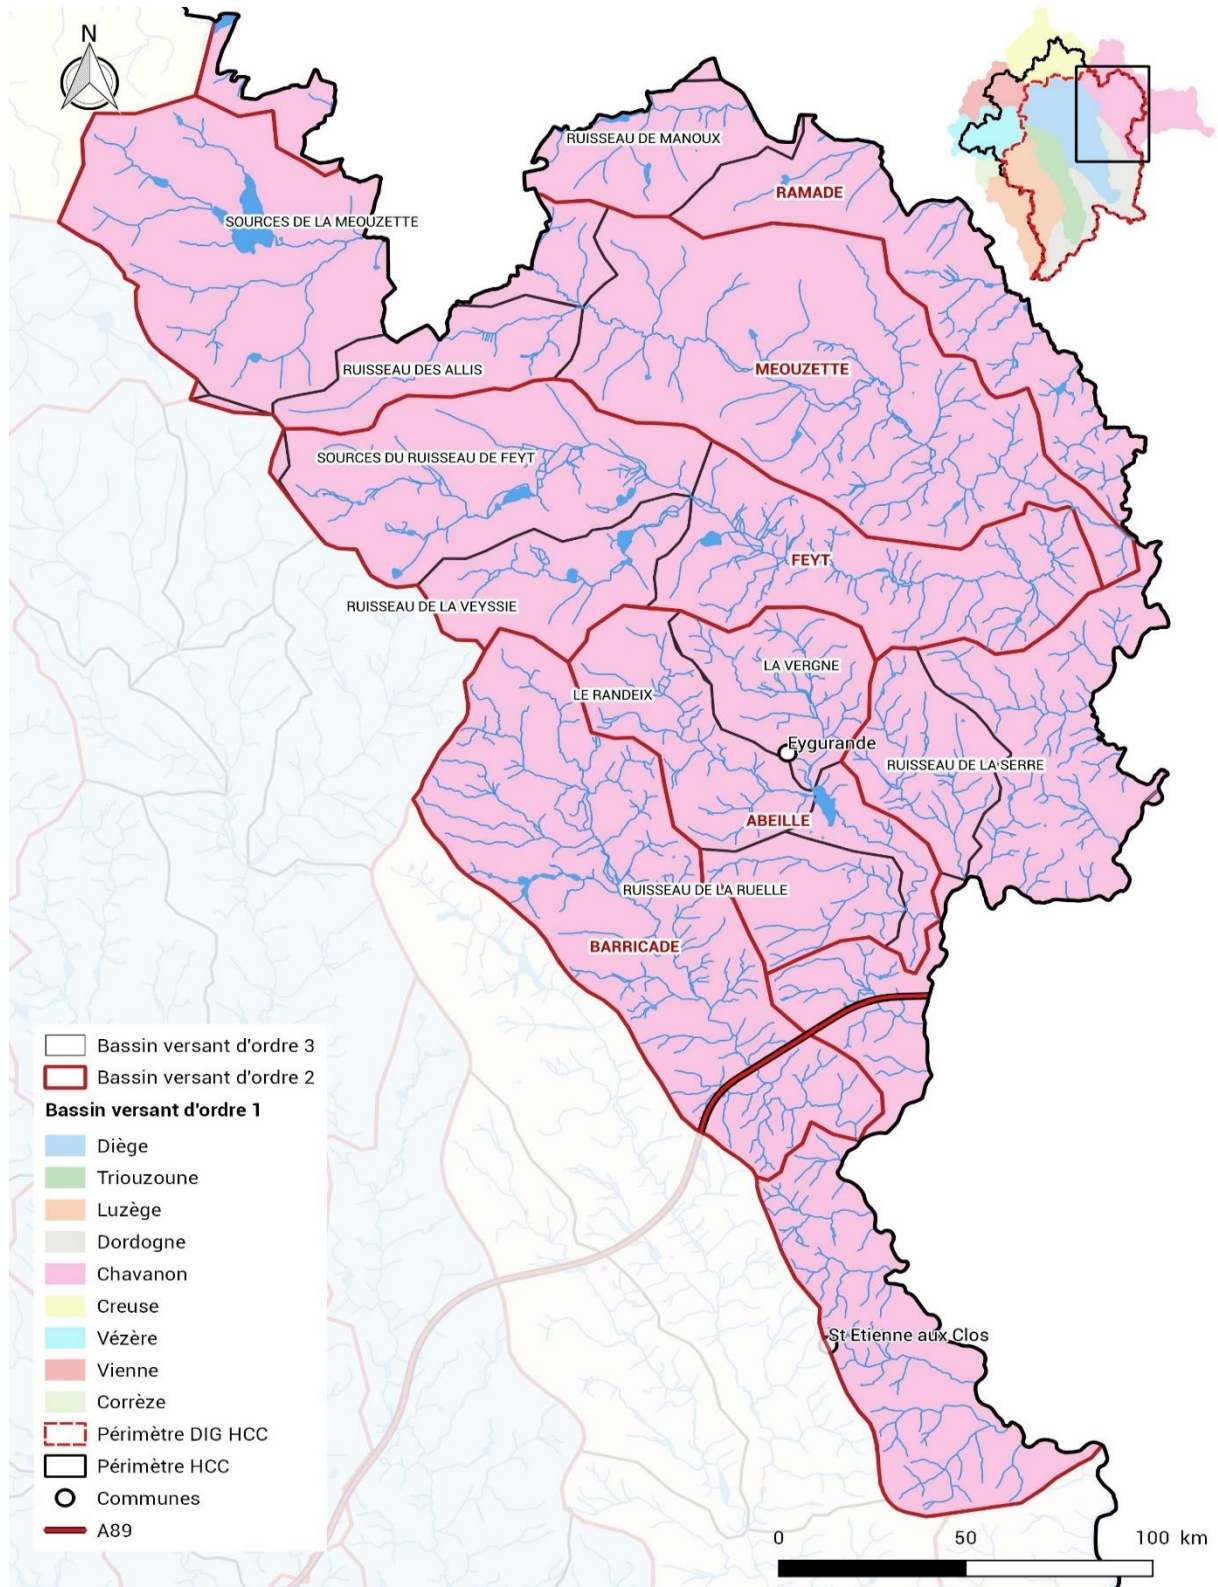 N
RUISSEAU DE MANOUX
RAMADE
SOURCES DE LA MEOUZETTE
RUISSEAU DES ALLIS
MEOUZETTE
SOURCES DU RUISSEAU DE FEYT
FEYT
RUISSEAU DE LA VEYSSIE
LA VERGNE
LE RANDEIX
Eygurande
RUISSEAU DE LA SERRE
ABEILLE
RUISSEAU DE LA RUELLE
BARRICADE
St Etienne aux Clos
Bassin versant d'ordre 3
Bassin versant d'ordre 2
Bassin versant d'ordre 1
Diège
Triouzoune
Luzège
Dordogne
Chavanon
Creuse
Vézère
Vienne
Corrèze
Périmètre DIG HCC
Périmètre HCC
Communes
A89
0 50 100 km